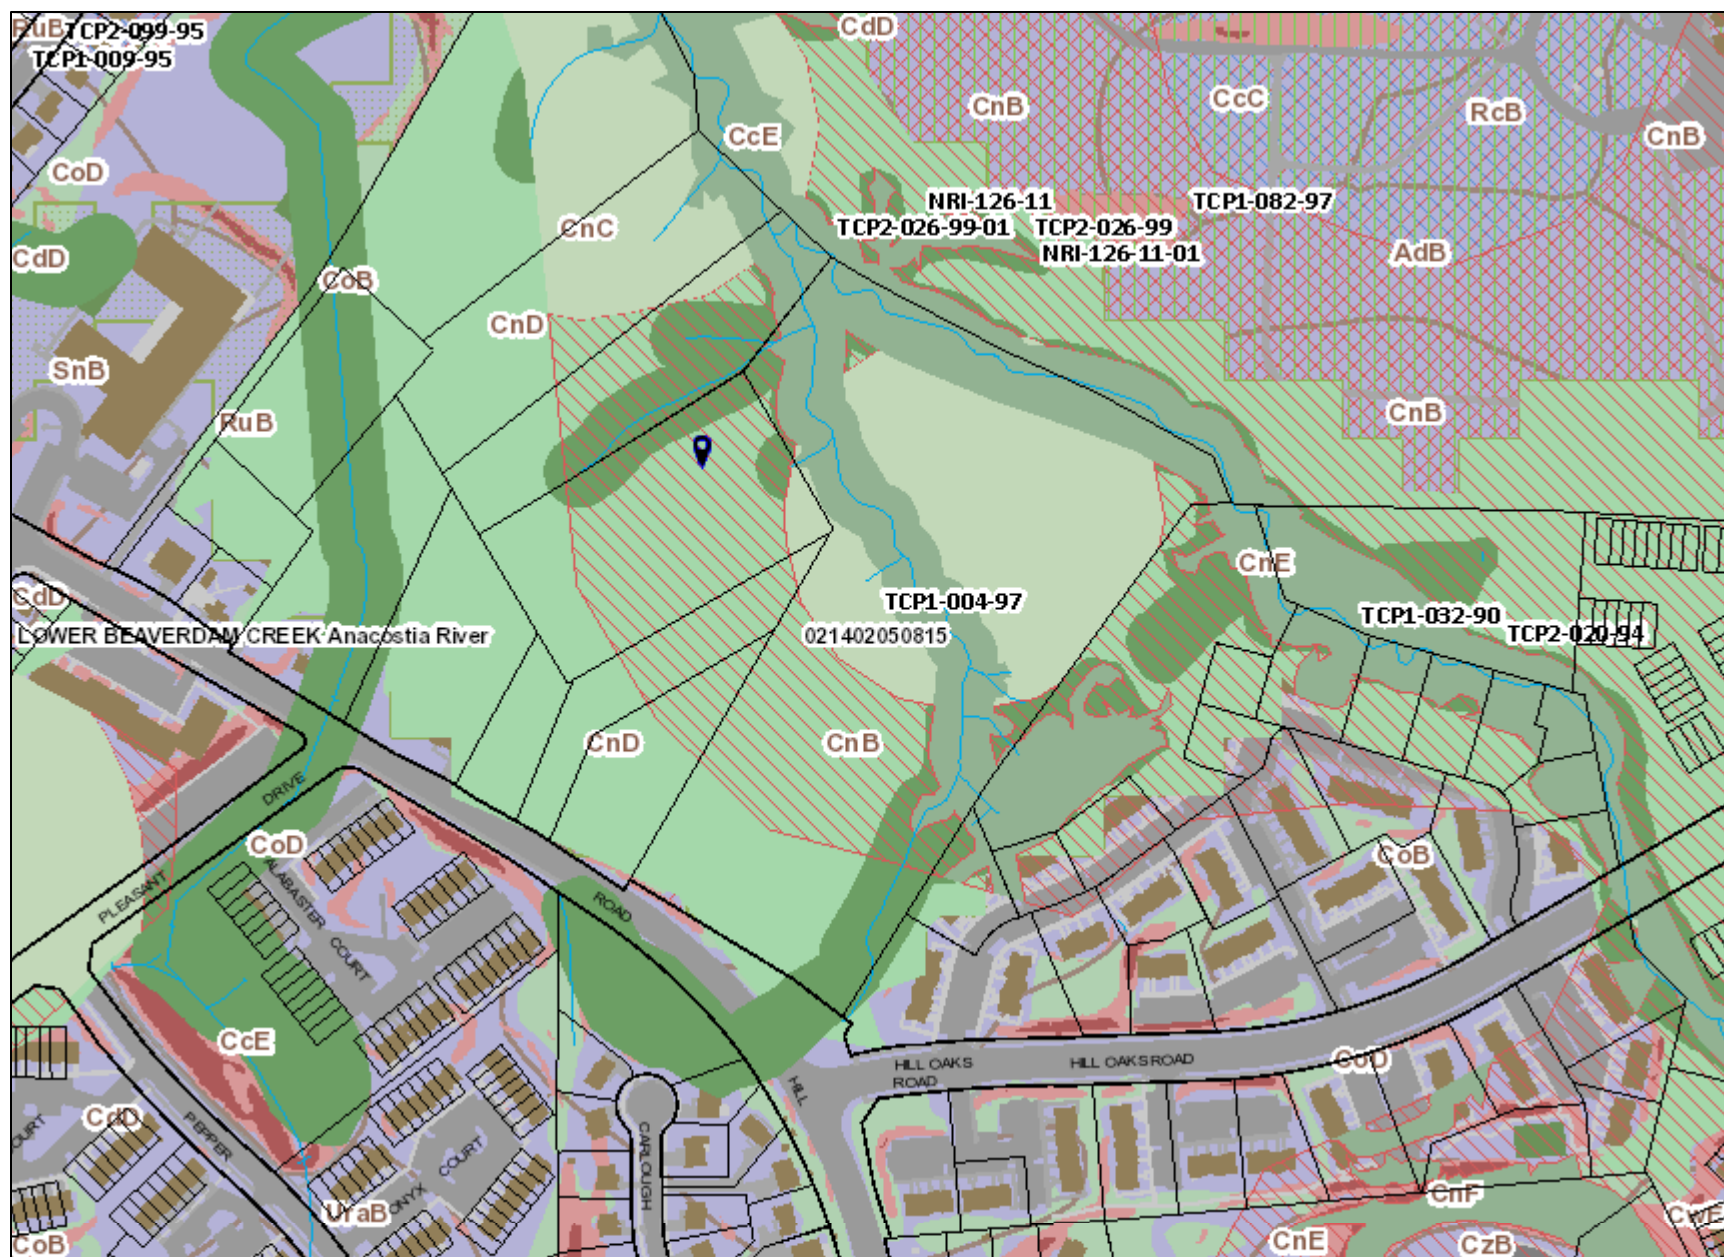 RuB TCP2-099-95
CdD
TCP1-009-95
CnB
CcC
RcB
CnB
CcE
CoD
NRI-126-11
TCP1-082-97
CnC
TCP2-026-99-01
TCP2-026-99
NRI-126-11-01
AdB
CdD
CoB
CnD
SnB
RuB
CnB
CnE
CdD
TCP1-004-97
TCP1-032-90
LOWER BEAVERDAM CREEK-Anacostia River
021402050815
TCP2-020-94
CnD
CnB
DRIVE
CoD
CoB
PLEASANT
ALABASTER
COURT
ROAD
CcE
HILL OAKS
ROAD
HILL OAKS ROAD
CoD
HILL
CdD
PEPPER
COURT
CARLOUGH
COURT
ONYX
UraB
CnF
CoB
CnE
CzB